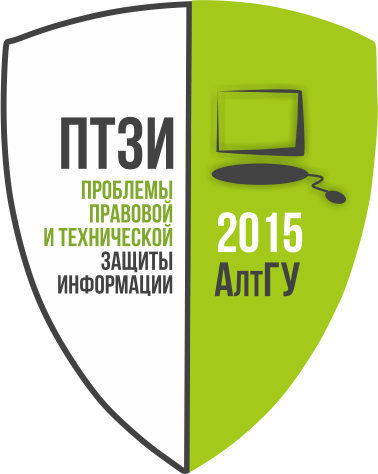 ПТЗИ
ПРОБЛЕМЫ
ПРАВОВОЙ
И ТЕХНИЧЕСКОЙ
ЗАЩИТЫ
ИНФОРМАЦИИ
2015
АлтГУ